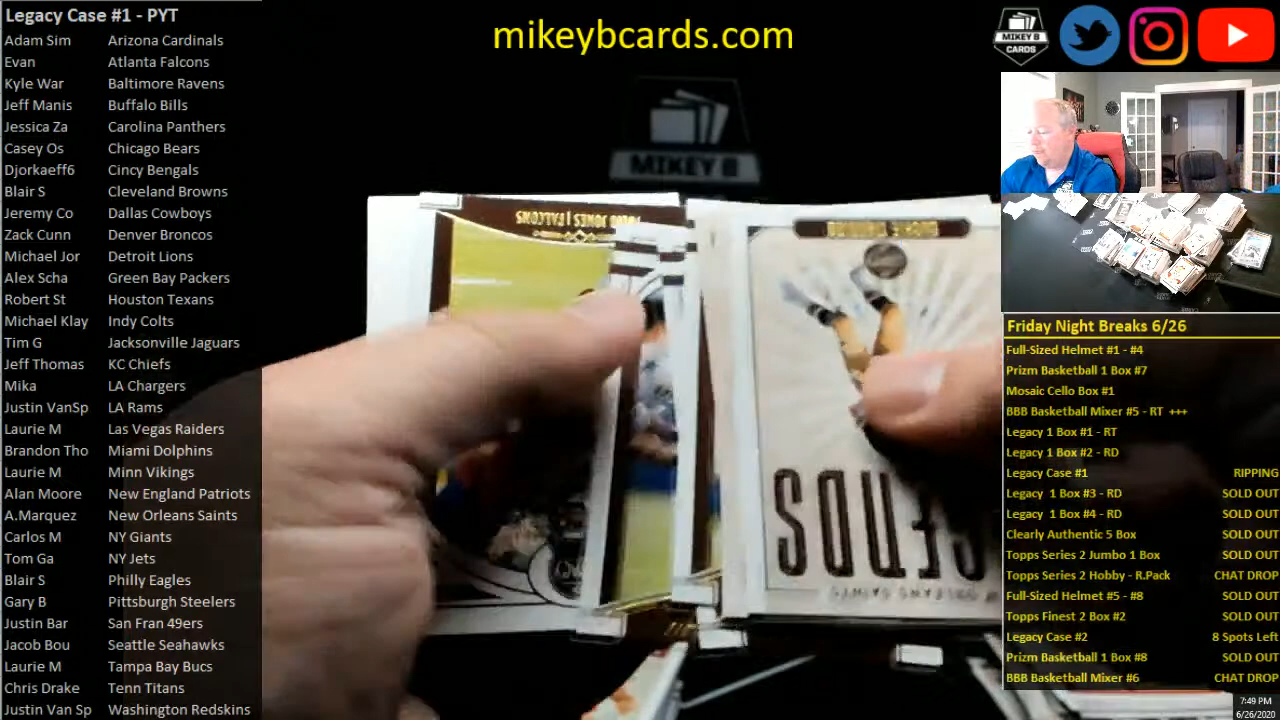 Legacy Case #1 - PYT
Adam Sim Arizona Cardinals
Evan Atlanta Falcons
Kyle War Baltimore Ravens
Jeff Manis Buffalo Bills
Jessica Za Carolina Panthers
Casey Os Chicago Bears
Djorkaeff6 Cincy Bengals
Blair S Cleveland Browns
Jeremy Co Dallas Cowboys
Zack Cunn Denver Broncos
Michael Jor Detroit Lions
Alex Scha Green Bay Packers
Robert St Houston Texans
Michael Klay Indy Colts
Tim G Jacksonville Jaguars
Jeff Thomas KC Chiefs
Mika LA Chargers
Justin VanSp LA Rams
Laurie M Las Vegas Raiders
Brandon Tho Miami Dolphins
Laurie M Minn Vikings
Alan Moore New England Patriots
A.Marquez New Orleans Saints
Carlos M NY Giants
Tom Ga NY Jets
Blair S Philly Eagles
Gary B Pittsburgh Steelers
Justin Bar San Fran 49ers
Jacob Bou Seattle Seahawks
Laurie M Tampa Bay Bucs
Chris Drake Tenn Titans
Justin Van Sp Washington Redskins
mikeybcards.com
MIKEY B
JONES | FALCONS
MIKEY B
CARDS
Friday Night Breaks 6/26
Full-Sized Helmet #1 - #4
Prizm Basketball 1 Box #7
Mosaic Cello Box #1
BBB Basketball Mixer #5 - RT +++
Legacy 1 Box #1 - RT
Legacy 1 Box #2 - RD
Legacy Case #1 RIPPING
Legacy 1 Box #3 - RD SOLD OUT
Legacy 1 Box #4 - RD SOLD OUT
Clearly Authentic 5 Box SOLD OUT
Topps Series 2 Jumbo 1 Box SOLD OUT
Topps Series 2 Hobby - R.Pack CHAT DROP
Full-Sized Helmet #5 - #8 SOLD OUT
Topps Finest 2 Box #2 SOLD OUT
Legacy Case #2 8 Spots Left
Prizm Basketball 1 Box #8 SOLD OUT
BBB Basketball Mixer #6 CHAT DROP
7:49 PM
6/26/2020